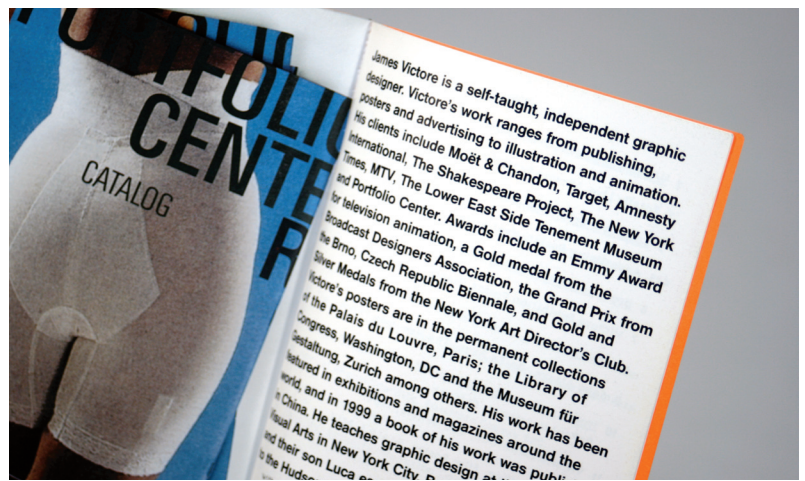 PORTFOLIO
CENTER
CATALOG
James Victore is a self-taught, independent graphic
designer. Victore's work ranges from publishing,
posters and advertising to illustration and animation.
His clients include Moët & Chandon, Target, Amnesty
International, The Shakespeare Project, The New York
Times, MTV, The Lower East Side Tenement Museum
and Portfolio Center. Awards include an Emmy Award
for television animation, a Gold medal from the
Broadcast Designers Association, the Grand Prix from
the Brno, Czech Republic Biennale, and Gold and
Silver Medals from the New York Art Director's Club.
Victore's posters are in the permanent collections
of the Palais du Louvre, Paris; the Library of
Congress, Washington, DC and the Museum für
Gestaltung, Zurich among others. His work has been
featured in exhibitions and magazines around the
world, and in 1999 a book of his work was
in China. He teaches graphic design at
Visual Arts in New York City.
and their son Luca
to the Hudson